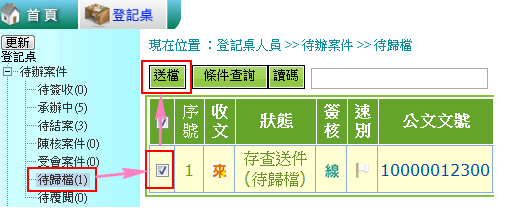 首頁 登記桌
更新
登記桌
待辦案件
待簽收(0)
承辦中(5)
待結案(3)
陳核案件(0)
受會案件(0)
待歸檔(1)
待覆閱(0)
現在位置 ：登記桌人員 >> 待辦案件 >> 待歸檔
送檔 條件查詢 讀碼
序號 收文 狀態 簽核 速別 公文文號
1 來 存查送件(待歸檔) 線 10000012300